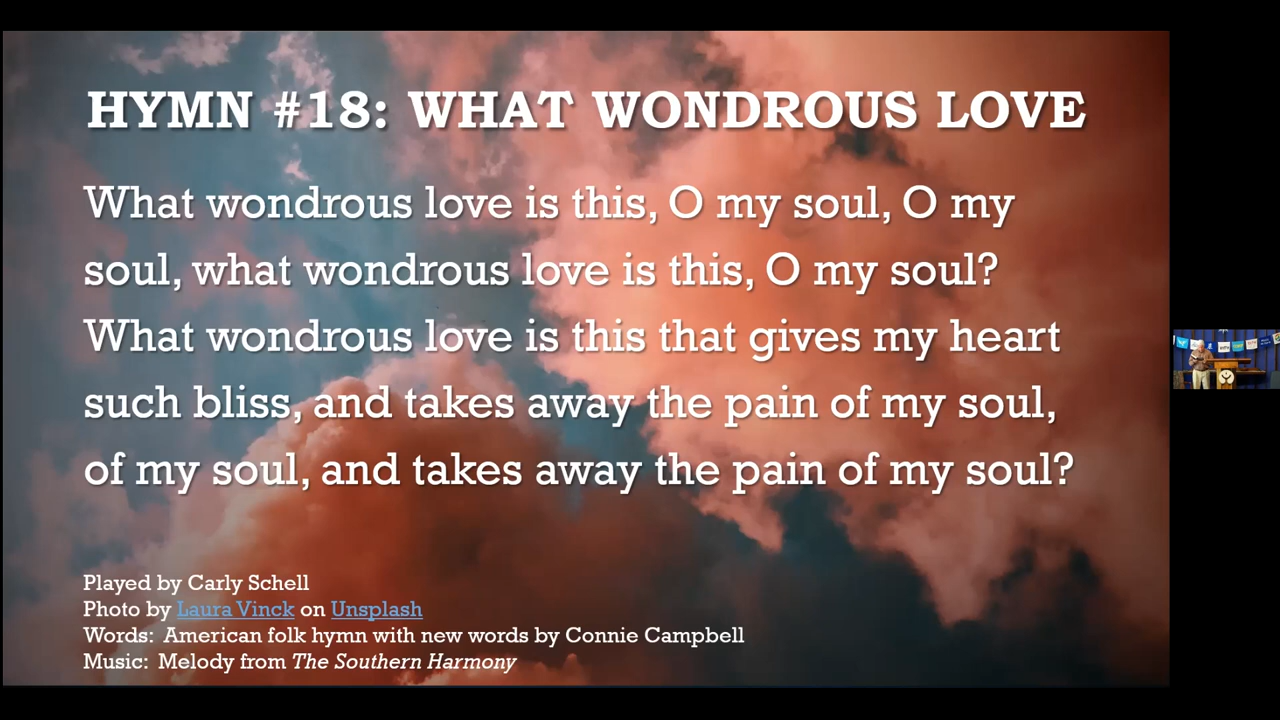 HYMN #18: WHAT WONDROUS LOVE
What wondrous love is this, O my soul, O my
soul, what wondrous love is this, O my soul?
What wondrous love is this that gives my heart
such bliss, and takes away the pain of my soul,
of my soul, and takes away the pain of my soul?
Played by Carly Schell
Photo by Laura Vinck on Unsplash
Words: American folk hymn with new words by Connie Campbell
Music: Melody from The Southern Harmony